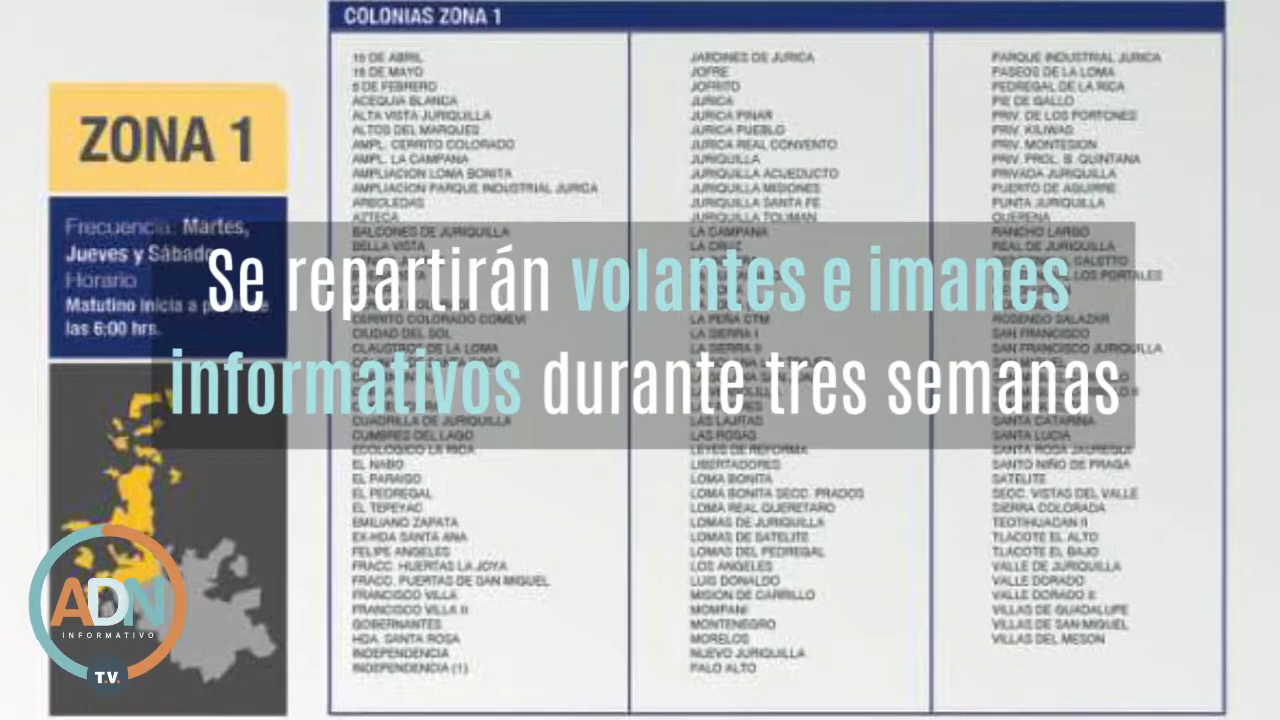 COLONIAS ZONA 1
ZONA 1
Frecuencia: Martes,
Jueves y Sábado
Horario
Matutino inicia a
las 6:00 hrs.
Se repartirán volantes e imanes
informativos durante tres semanas
15 DE MAYO
5 DE FEBRERO
ACEQUIA BLANCA
ALTA VISTA JURIQUILLA
ALTOS DEL MARQUES
AMPL. CERRITO COLORADO
AMPL. LA CAMPANA
AMPLIACION LOMA BONITA
AMPLIACION PARQUE INDUSTRIAL JURICA
ARBOLEDAS
AZTECA
BALCONES DE JURIQUILLA
BELLA VISTA
CERRITO COLORADO COMEVI
CIUDAD DEL SOL
CLAUSTROS DE LA LOMA
CUADRILLA DE JURIQUILLA
CUMBRES DEL LAGO
ECOLOGICO LA RICA
EL NABO
EL PARAISO
EL PEDREGAL
EL TEPEYAC
EMILIANO ZAPATA
EX-HDA SANTA ANA
FELIPE ANGELES
FRACC. HUERTAS LA JOYA
FRACC. PUERTAS DE SAN MIGUEL
FRANCISCO VILLA
FRANCISCO VILLA II
GOBERNANTES
HDA. SANTA ROSA
INDEPENDENCIA
INDEPENDENCIA (1)
JARDINES DE JURICA
JOFRE
JOFRITO
JURICA
JURICA PINAR
JURICA PUEBLO
JURICA REAL CONVENTO
JURIQUILLA
JURIQUILLA ACUEDUCTO
JURIQUILLA MISIONES
JURIQUILLA SANTA FE
JURIQUILLA TOLIMAN
LA CAMPANA
LA CRUZ
LA PEÑA CTM
LA SIERRA I
LA SIERRA II
LAS LAJITAS
LAS ROSAS
LEYES DE REFORMA
LIBERTADORES
LOMA BONITA
LOMA BONITA SECC. PRADOS
LOMA REAL QUERETARO
LOMAS DE JURIQUILLA
LOMAS DE SATELITE
LOMAS DEL PEDREGAL
LOS ANGELES
LUIS DONALDO
MISION DE CARRILLO
MOMPANI
MONTENEGRO
MORELOS
NUEVO JURIQUILLA
PALO ALTO
PARQUE INDUSTRIAL JURICA
PASEOS DE LA LOMA
PEDREGAL DE LA RICA
PIE DE GALLO
PRIV. DE LOS PORTONES
PRIV. KILIWAS
PRIV. MONTESION
PRIV. PROL. B. QUINTANA
PRIVADA JURIQUILLA
PUERTO DE AGUIRRE
PUNTA JURIQUILLA
QUERENA
RANCHO LARGO
REAL DE JURIQUILLA
LOS PORTALES
ROSENDO SALAZAR
SAN FRANCISCO
SAN FRANCISCO JURIQUILLA
SANTA CATARINA
SANTA LUCIA
SANTA ROSA JAUREGUI
SANTO NIÑO DE PRAGA
SATELITE
SECC. VISTAS DEL VALLE
SIERRA COLORADA
TEOTIHUACAN II
TLACOTE EL ALTO
TLACOTE EL BAJO
VALLE DE JURIQUILLA
VALLE DORADO
VALLE DORADO II
VILLAS DE GUADALUPE
VILLAS DE SAN MIGUEL
VILLAS DEL MESON
ADN
INFORMATIVO
T.V.